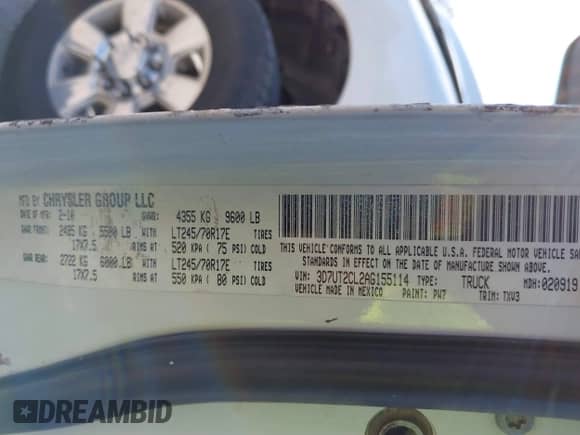 MFD BY CHRYSLER GROUP LLC
DATE OF MFR 2-10 GVWR: 4355 KG 9600 LB
GAWR FRONT: 2495 KG 5500 LB WITH LT245/70R17E TIRES
17X7.5 RIMS AT 520 KPA ( 75 PSI) COLD
GAWR REAR: 2722 KG 6000 LB WITH LT245/70R17E TIRES
17X7.5 RIMS AT 550 KPA ( 80 PSI) COLD
THIS VEHICLE CONFORMS TO ALL APPLICABLE U.S.A. FEDERAL MOTOR VEHICLE SA
STANDARDS IN EFFECT ON THE DATE OF MANUFACTURE SHOWN ABOVE.
VIN: 3D7UT2CL2AG155114 TYPE: TRUCK MDH: 020919
VEHICLE MADE IN MEXICO PAINT: PW7 TRIM: TXV3
DREAMBID